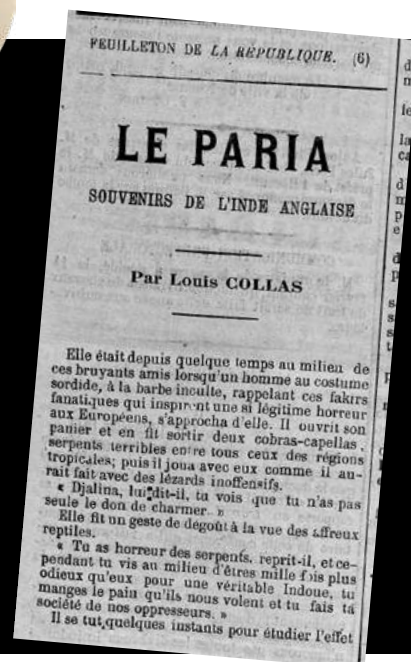 FEUILLETON DE LA RÉPUBLIQUE. (6)
LE PARIA
SOUVENIRS DE L'INDE ANGLAISE
Par Louis COLLAS
Elle était depuis quelque temps au milieu de
ces bruyants amis lorsqu'un homme au costume
sordide, à la barbe inculte, rappelant ces fakirs
fanatiques qui inspirent une si légitime horreur
aux Européens, s'approcha d'elle. Il ouvrit son
panier et en fit sortir deux cobras-capellas,
serpents terribles entre tous ceux des régions
tropicales; puis il joua avec eux comme il au-
rait fait avec des lézards inoffensifs.
« Djalina, lui dit-il, tu vois que tu n'as pas
seule le don de charmer. »
Elle fit un geste de dégoût à la vue des affreux
reptiles.
« Tu as horreur des serpents, reprit-il, et ce-
pendant tu vis au milieu d'êtres mille fois plus
odieux qu'eux pour une véritable Indoue, tu
manges le pain qu'ils nous volent et tu fais ta
société de nos oppresseurs. »
Il se tut quelques instants pour étudier l'effet